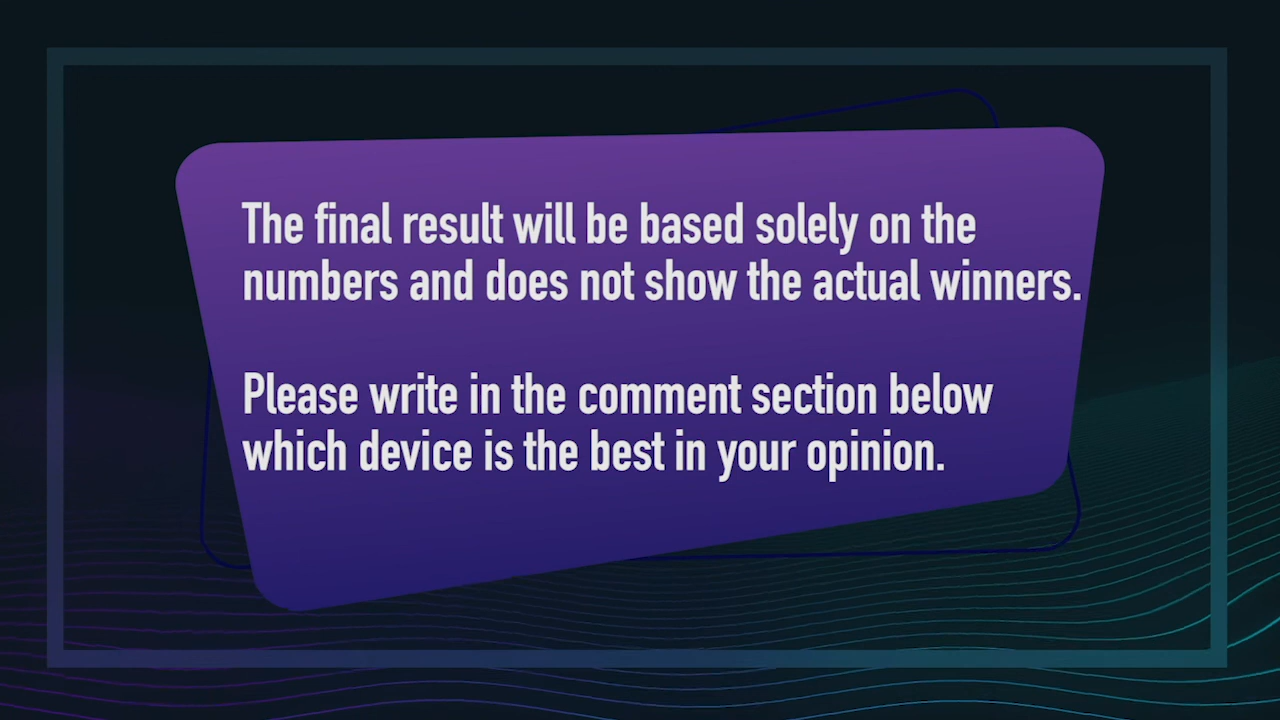 The final result will be based solely on the
numbers and does not show the actual winners.
Please write in the comment section below
which device is the best in your opinion.